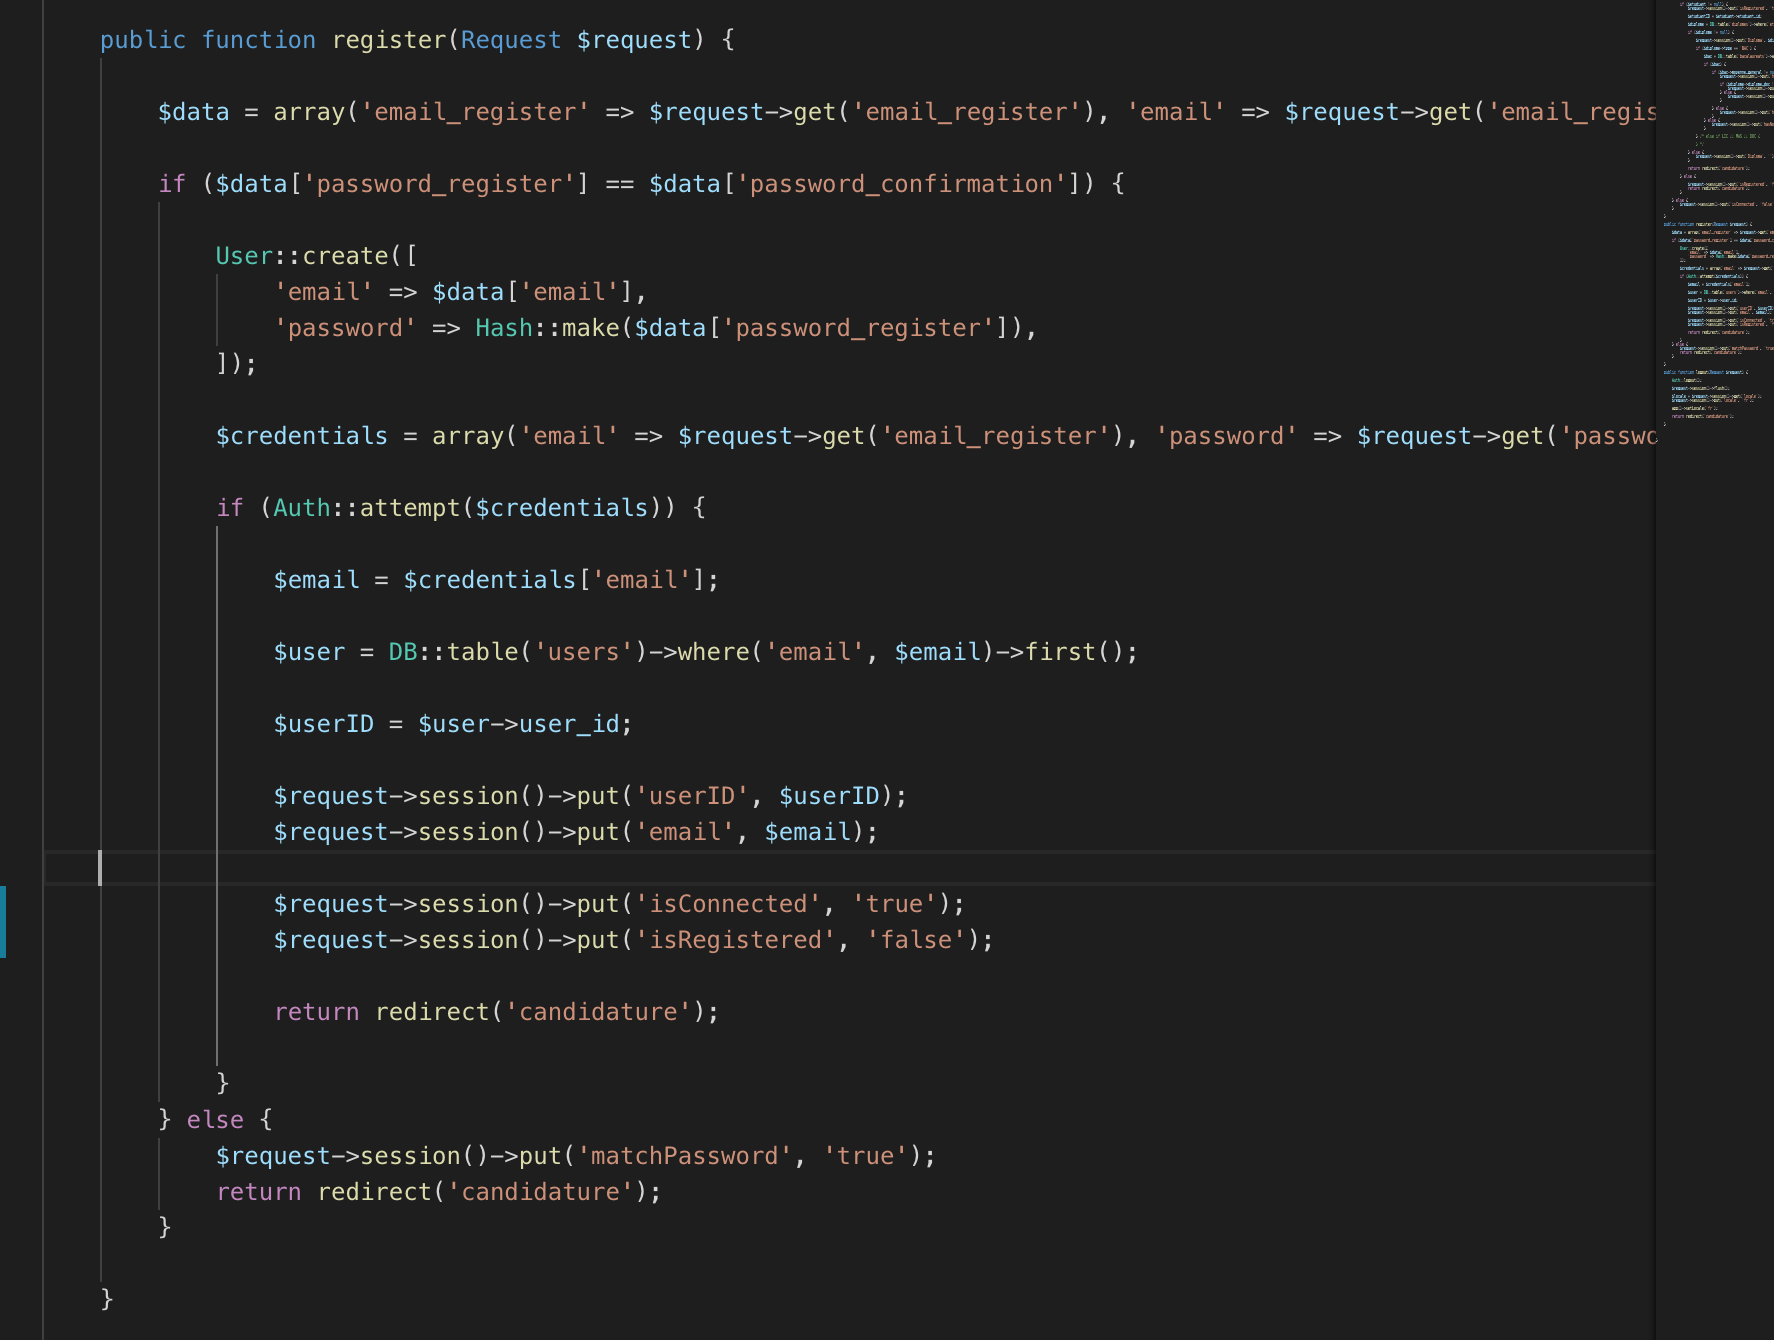 public function register(Request $request) {
$data = array('email_register' => $request->get('email_register'), 'email' => $request->get('email_regis
if ($data['password_register'] == $data['password_confirmation']) {
User::create([
'email' => $data['email'],
'password' => Hash::make($data['password_register']),
]);
$credentials = array('email' => $request->get('email_register'), 'password' => $request->get('passwo
if (Auth::attempt($credentials)) {
$email = $credentials['email'];
$user = DB::table('users')->where('email', $email)->first();
$userID = $user->user_id;
$request->session()->put('userID', $userID);
$request->session()->put('email', $email);
$request->session()->put('isConnected', 'true');
$request->session()->put('isRegistered', 'false');
return redirect('candidature');
}
} else {
$request->session()->put('matchPassword', 'true');
return redirect('candidature');
}
}